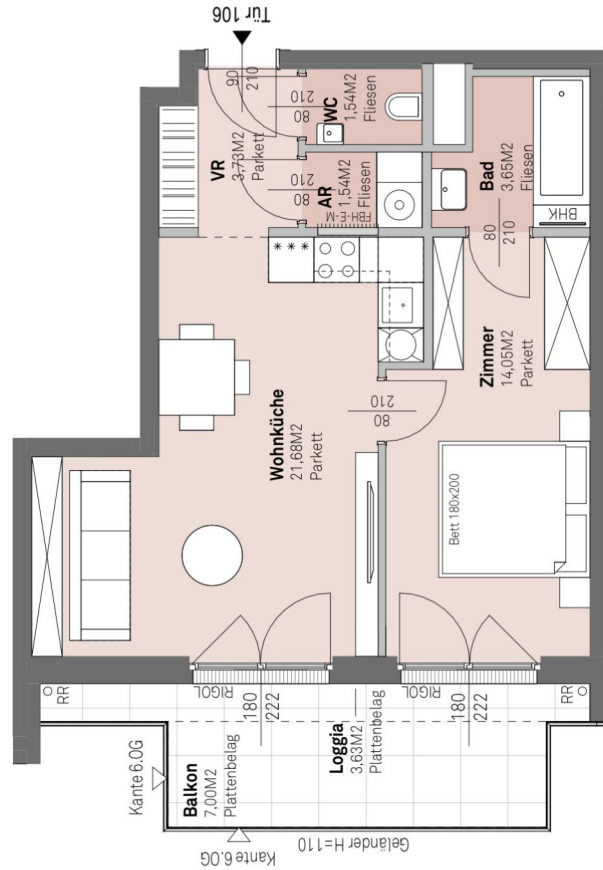 Tür 106
90
210
VR
3,73M2
Parkett
80
210
WC
1,54M2
Fliesen
80
210
AR
1,54M2
Fliesen
FBH-E-M
Bad
3,65M2
Fliesen
BHK
80
210
***
Wohnküche
21,68M2
Parkett
80
210
Zimmer
14,05M2
Parkett
Bett 180x200
RR
RIGOL
180
222
RIGOL
180
222
RR
Loggia
3,63M2
Plattenbelag
Balkon
7,00M2
Plattenbelag
Kante 6.OG
Kante 6.OG
Geländer H=110